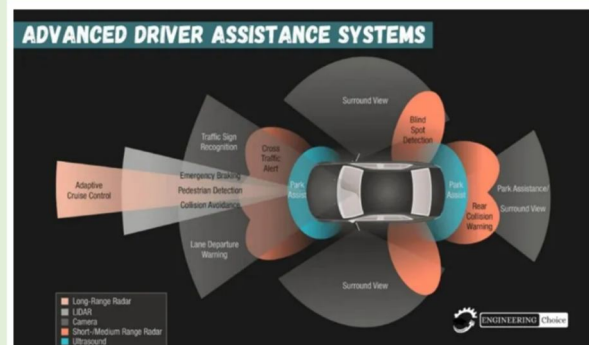 ADVANCED DRIVER ASSISTANCE SYSTEMS
Surround View
Blind
Spot
Detection
Traffic Sign
Recognition
Cross
Traffic
Alert
Adaptive
Cruise Control
Emergency Braking
Pedestrian Detection
Collision Avoidance
Park
Assist
Park
Assist
Rear
Collision
Warning
Park Assistance/
Surround View
Lane Departure
Warning
Surround View
Long-Range Radar
LIDAR
Camera
Short-/Medium Range Radar
Ultrasound
ENGINEERING Choice